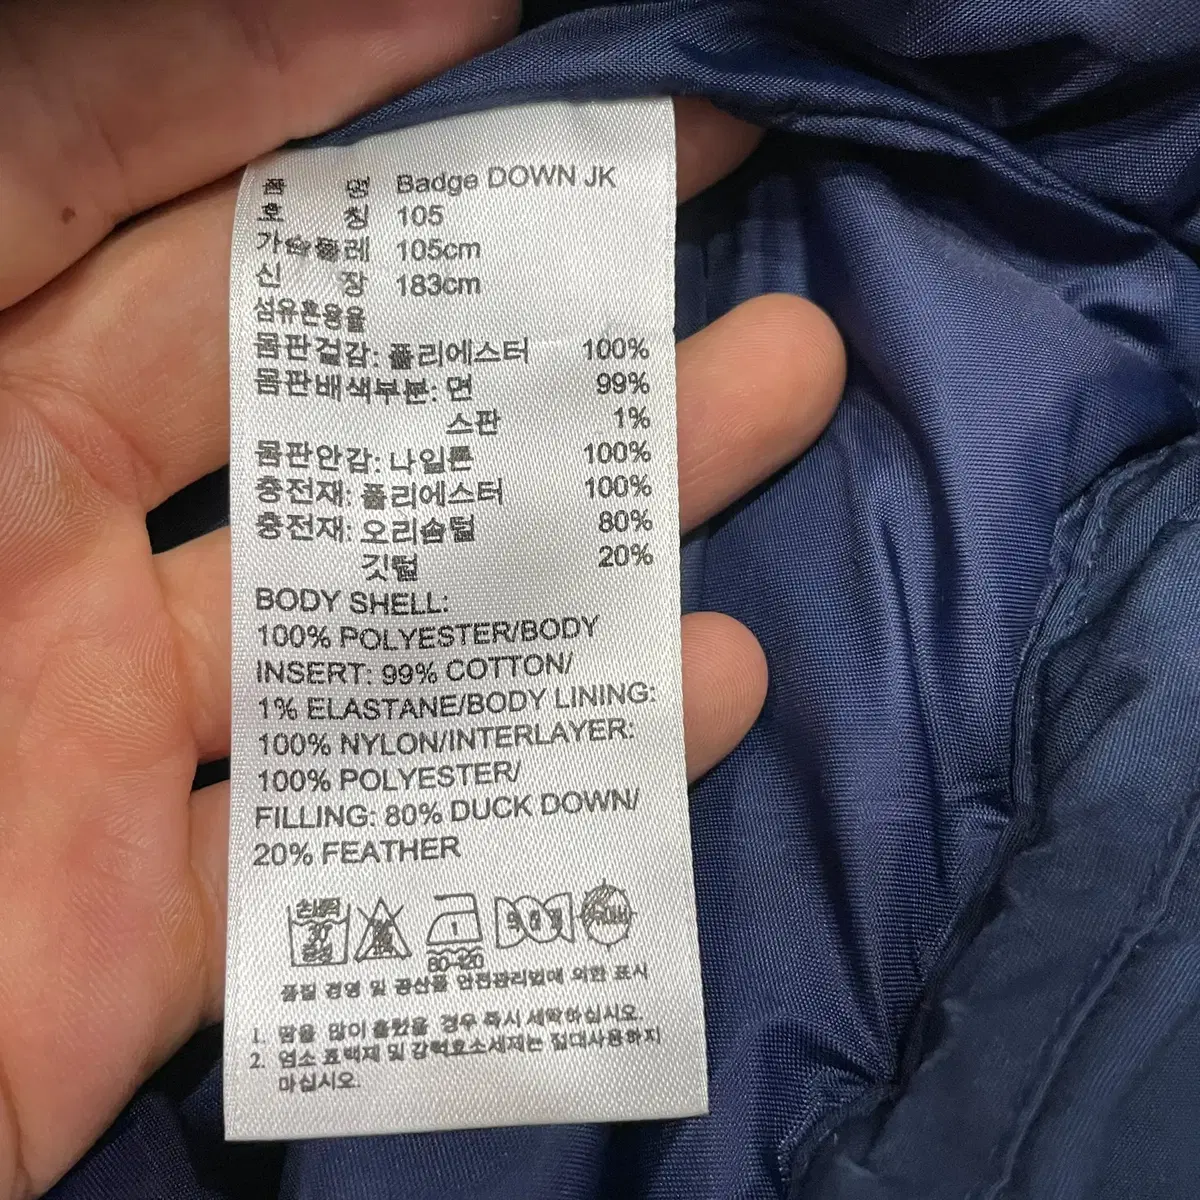 품 명 Badge DOWN JK
호 칭 105
가슴둘레 105cm
신 장 183cm
섬유혼용율
몸판겉감: 폴리에스터 100%
몸판배색부분: 면 99%
스판 1%
몸판안감: 나일론 100%
충전재: 폴리에스터 100%
충전재: 오리솜털 80%
깃털 20%
BODY SHELL:
100% POLYESTER/BODY
INSERT: 99% COTTON/
1% ELASTANE/BODY LINING:
100% NYLON/INTERLAYER:
100% POLYESTER/
FILLING: 80% DUCK DOWN/
20% FEATHER
손세탁
30°
중성
1
80~120
품질 경영 및 공산품 안전관리법에 의한 표시
1. 땀을 많이 흘렸을 경우 즉시 세탁하십시오.
2. 염소 표백제 및 강력효소세제는 절대사용하지
마십시오.